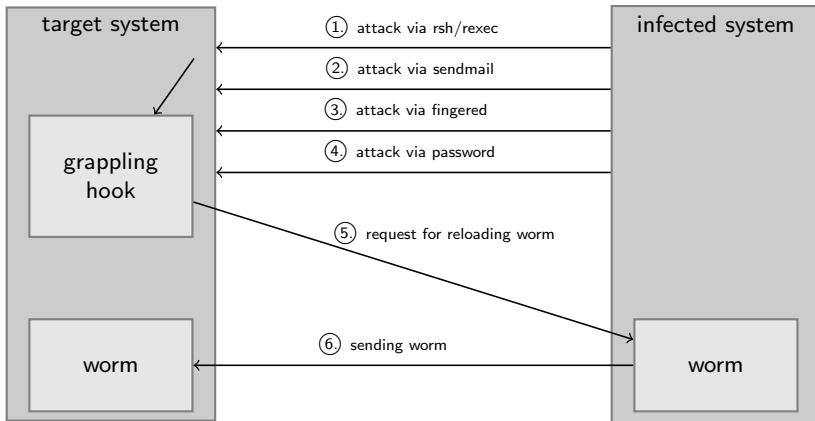 target system
infected system
1. attack via rsh/rexec
2. attack via sendmail
3. attack via fingered
4. attack via password
grappling
hook
5. request for reloading worm
6. sending worm
worm
worm